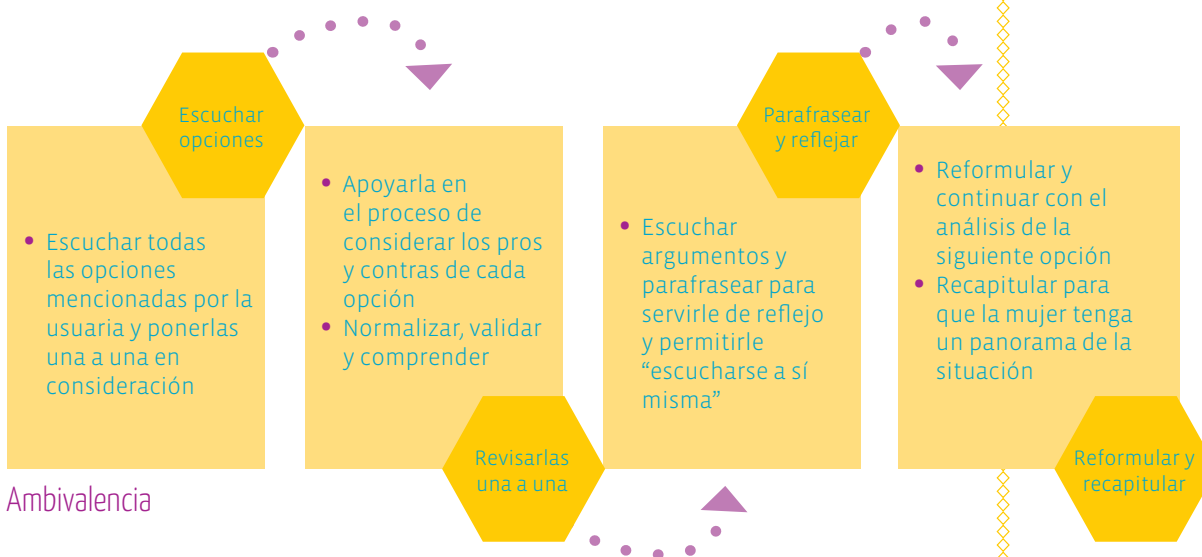 Escuchar
opciones
• Escuchar todas
las opciones
mencionadas por la
usuaria y ponerlas
una a una en
consideración
• Apoyarla en
el proceso de
considerar los pros
y contras de cada
opción
• Normalizar, validar
y comprender
Revisarlas
una a una
Parafrasear
y reflejar
• Escuchar
argumentos y
parafrasear para
servirle de reflejo
y permitirle
“escucharse a sí
misma”
• Reformular y
continuar con el
análisis de la
siguiente opción
• Recapitular para
que la mujer tenga
un panorama de la
situación
Reformular y
recapitular
Ambivalencia